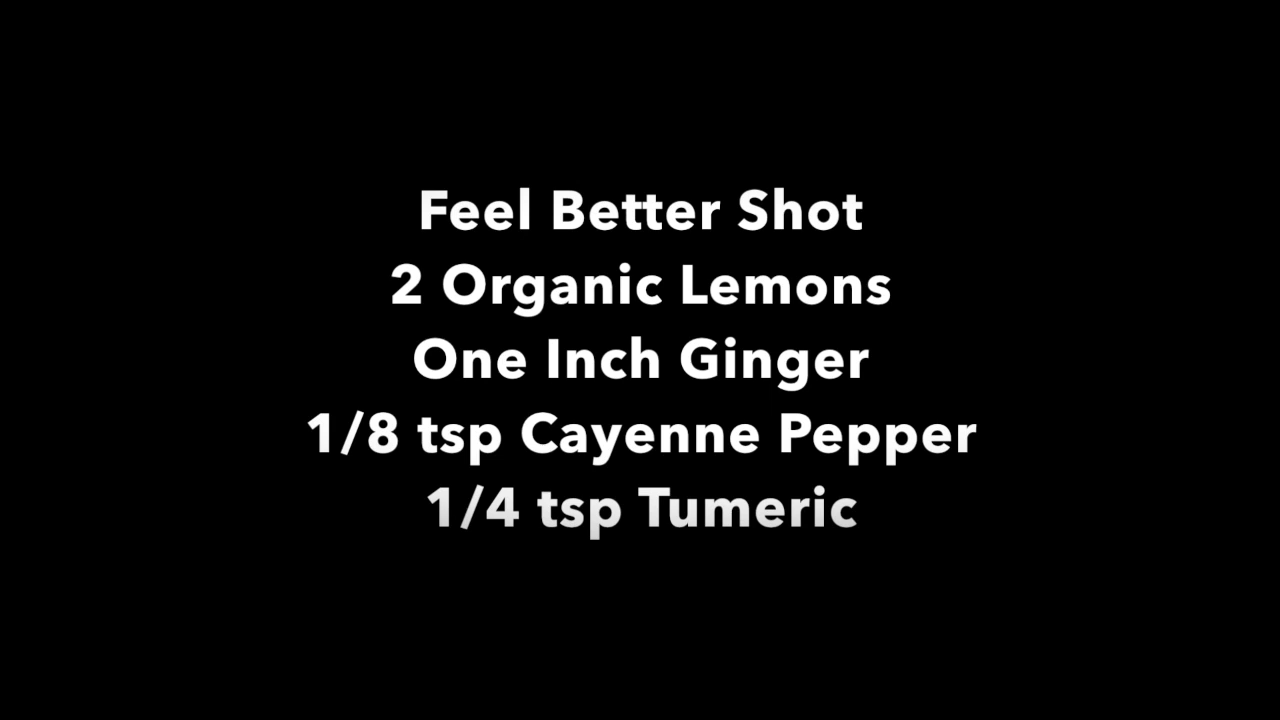 Feel Better Shot
2 Organic Lemons
One Inch Ginger
1/8 tsp Cayenne Pepper
1/4 tsp Tumeric